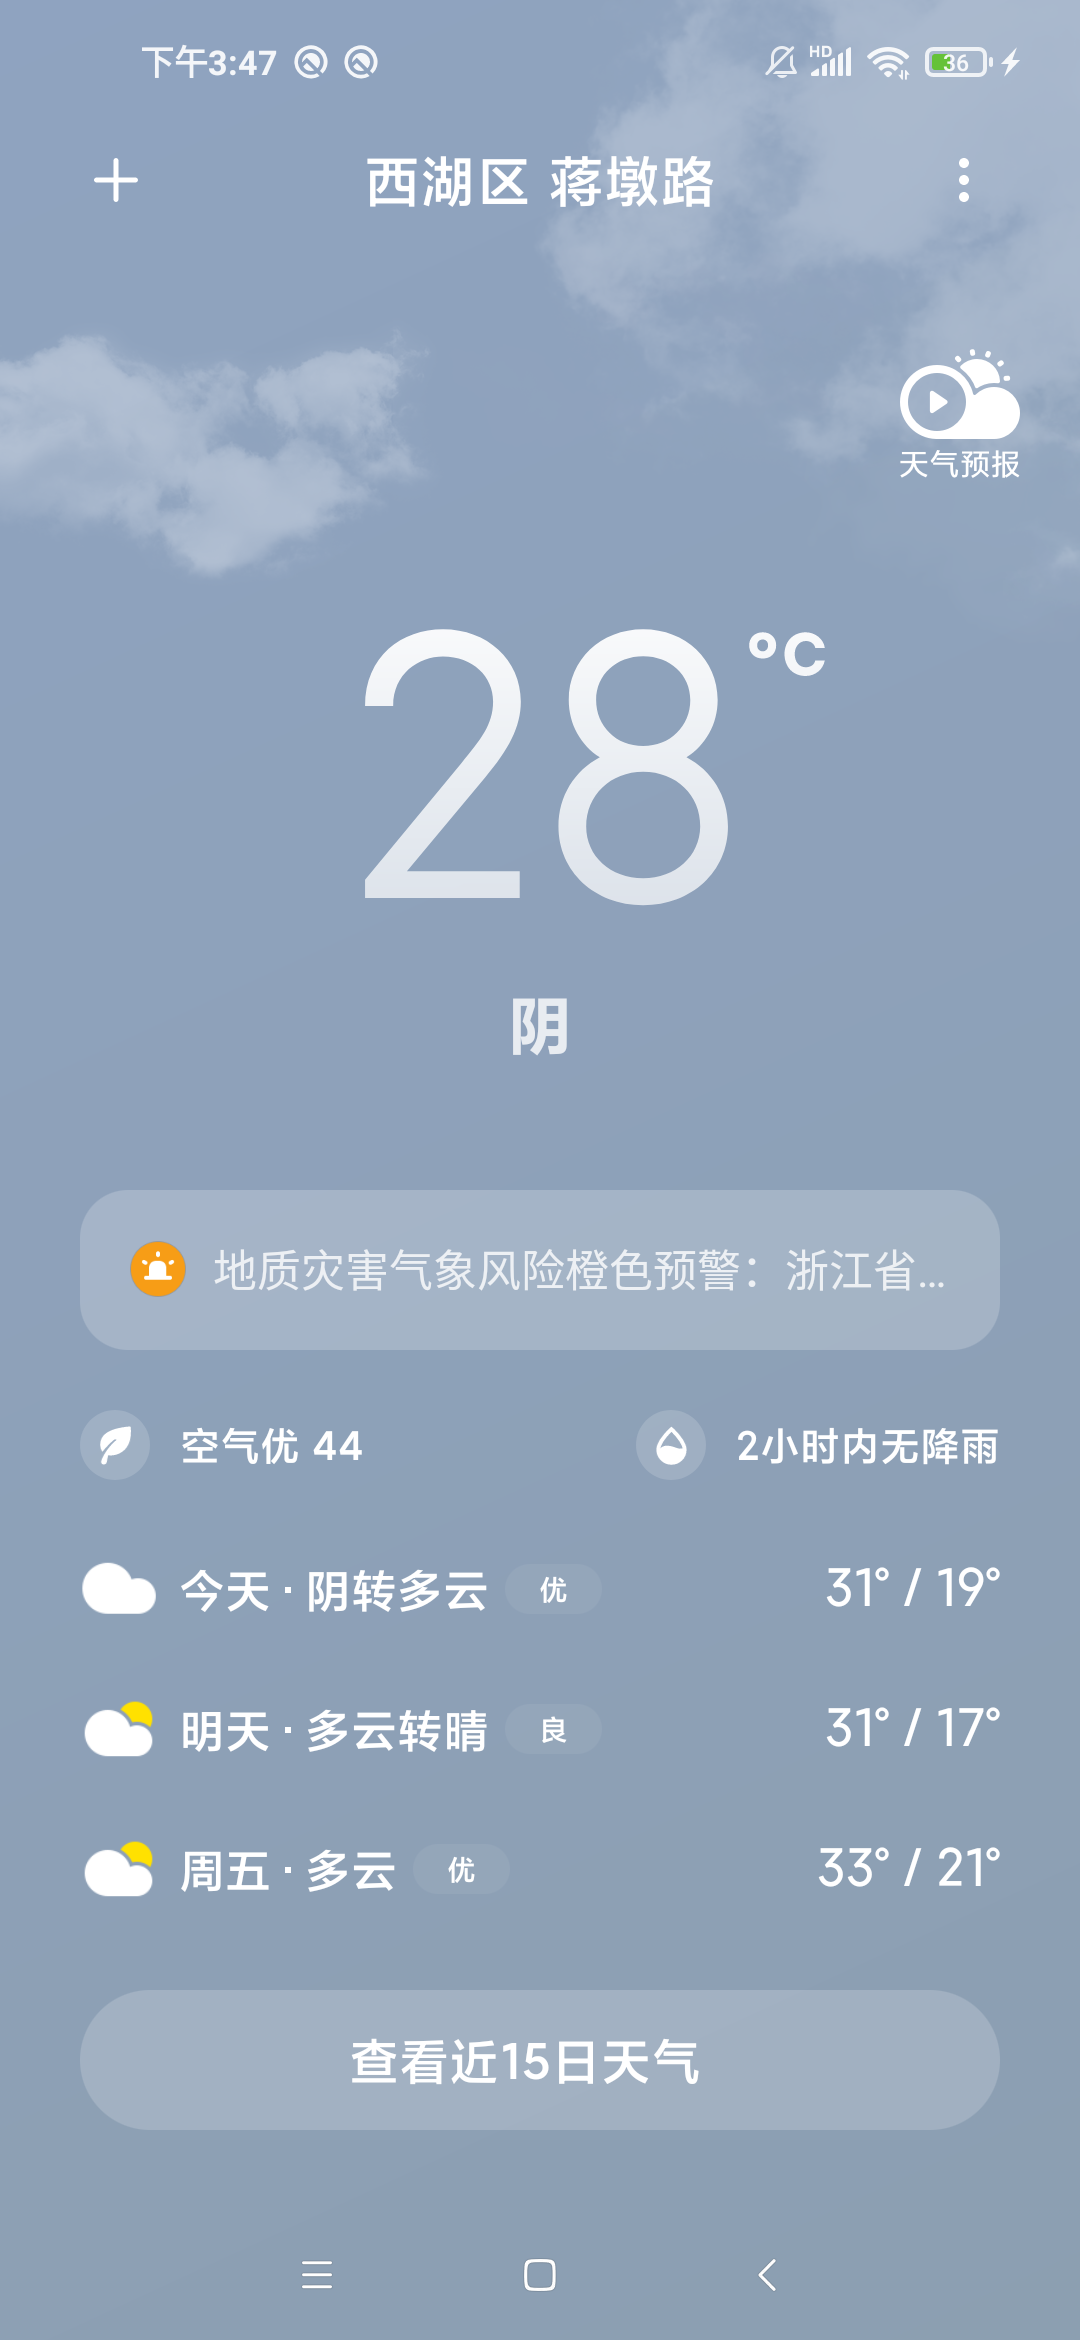 下午3:47 HD 36
西湖区 蒋墩路
天气预报
28°C
阴
地质灾害气象风险橙色预警：浙江省...
空气优 44 2小时内无降雨
今天 · 阴转多云 优 31° / 19°
明天 · 多云转晴 良 31° / 17°
周五 · 多云 优 33° / 21°
查看近15日天气